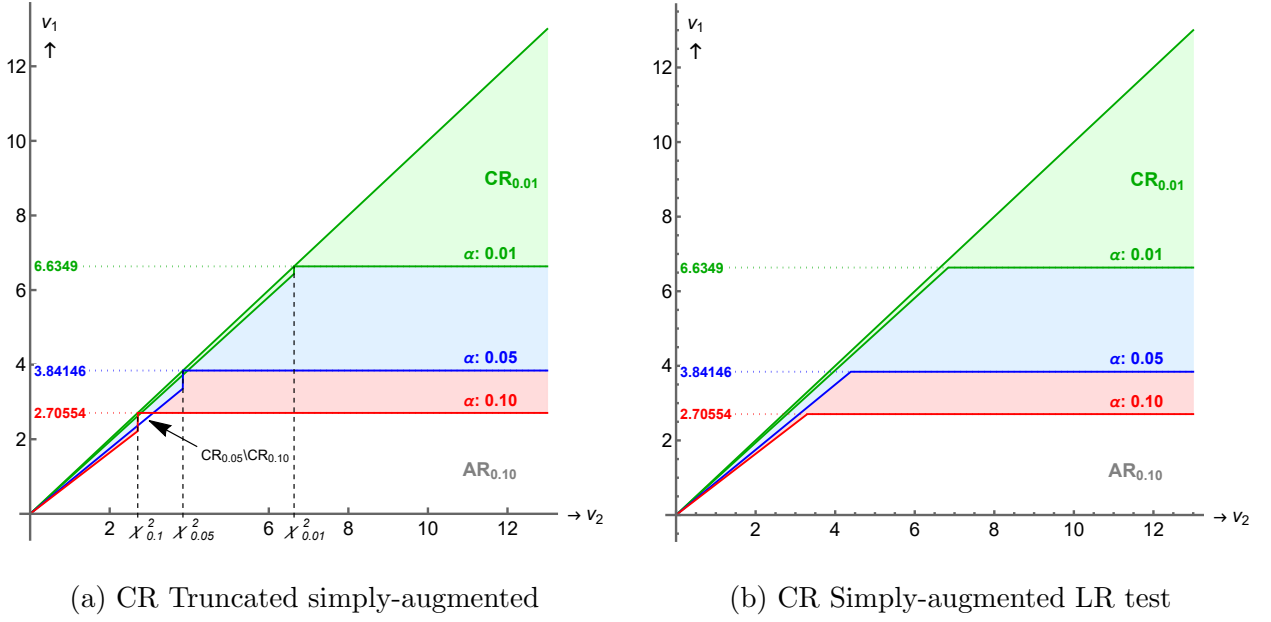 v₁
↑
12
10
8
6
4
2
CR₀.₀₁
α: 0.01
6.6349
α: 0.05
3.84146
α: 0.10
2.70554
CR₀.₀₅\CR₀.₁₀
AR₀.₁₀
2 χ²₀.₁ χ²₀.₀₅ 6 χ²₀.₀₁ 8 10 12 → v₂
(a) CR Truncated simply-augmented
v₁
↑
12
10
8
6
4
2
CR₀.₀₁
α: 0.01
6.6349
α: 0.05
3.84146
α: 0.10
2.70554
AR₀.₁₀
2 4 6 8 10 12 → v₂
(b) CR Simply-augmented LR test